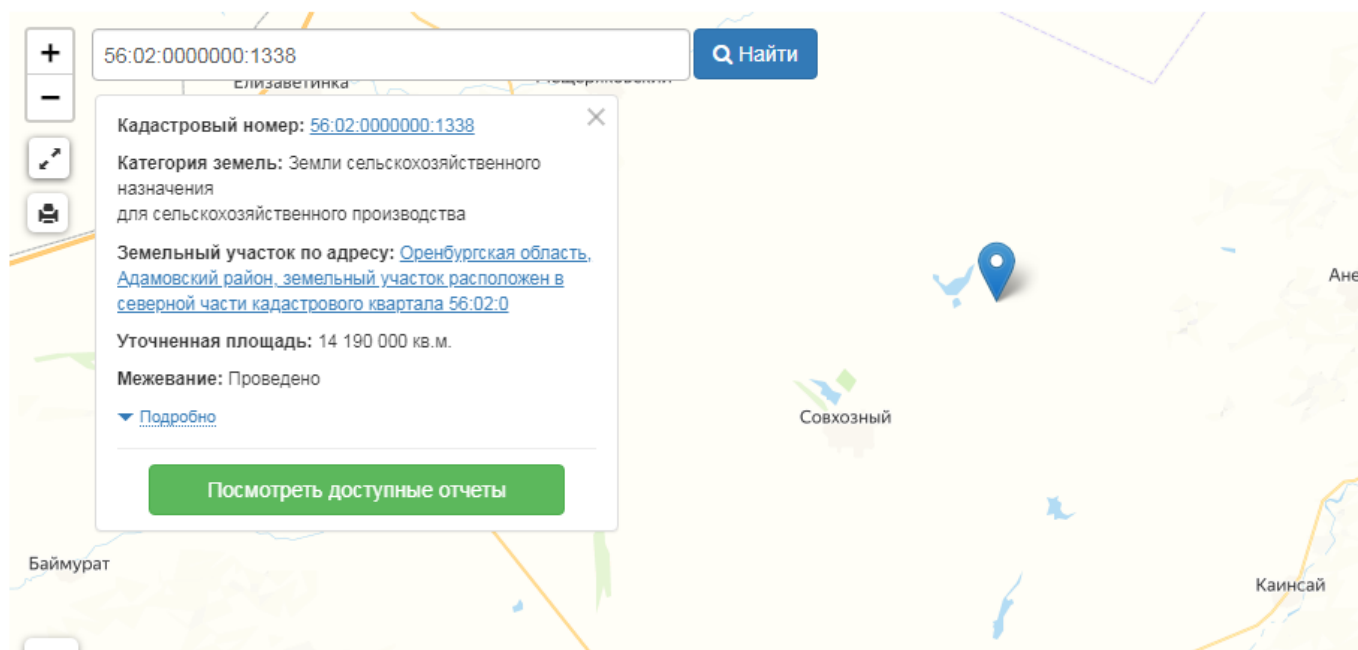 +
56:02:0000000:1338
Найти
Елизаветинка
−
Кадастровый номер: 56:02:0000000:1338
Категория земель: Земли сельскохозяйственного
назначения
для сельскохозяйственного производства
Земельный участок по адресу: Оренбургская область,
Адамовский район, земельный участок расположен в
северной части кадастрового квартала 56:02:0
Уточненная площадь: 14 190 000 кв.м.
Межевание: Проведено
Подробно
Посмотреть доступные отчеты
Ане
Совхозный
Баймурат
Каинсай